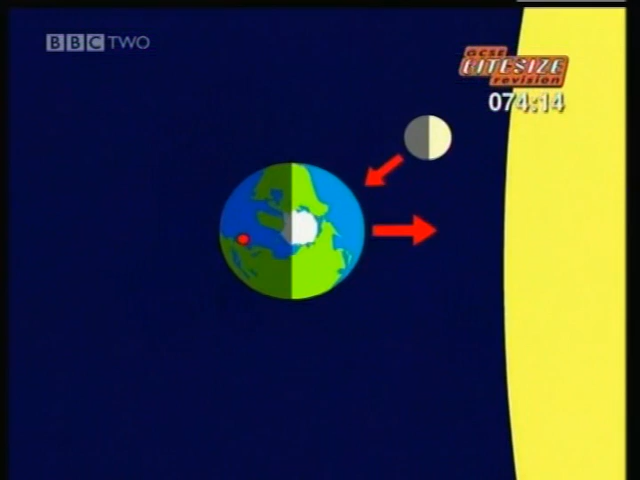 BBC TWO
GCSE
BITESIZE
revision
074:14